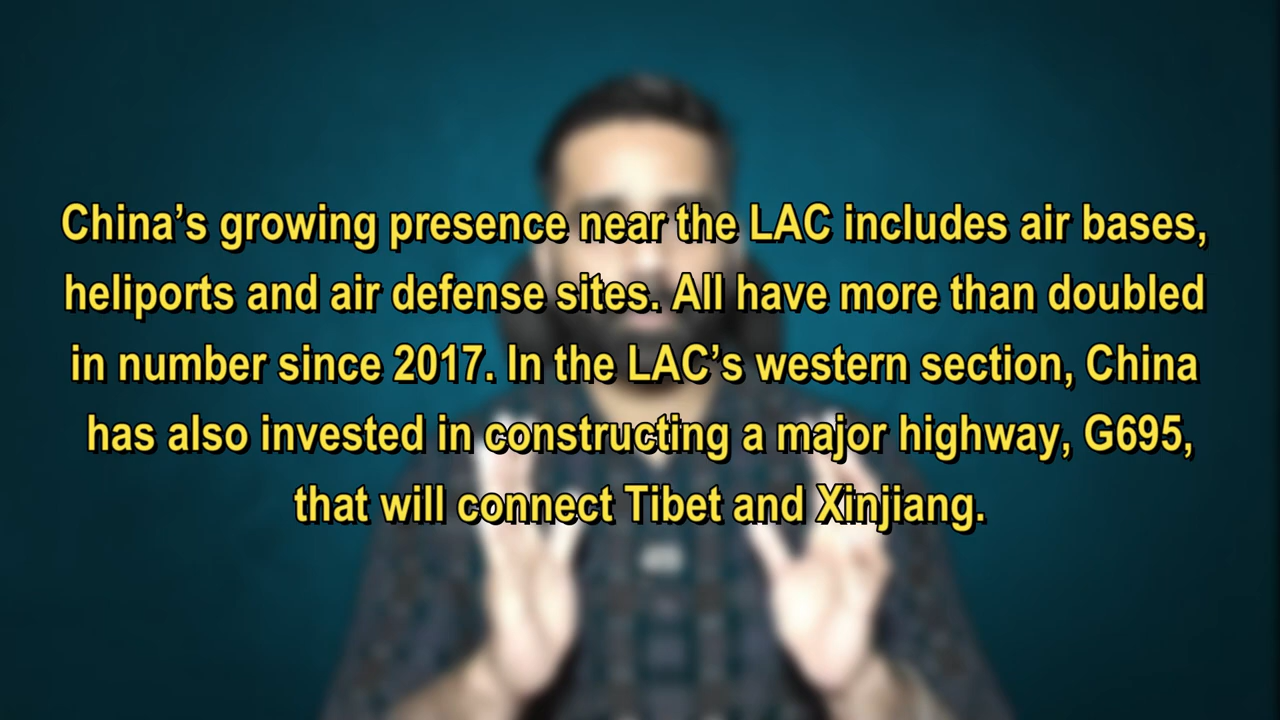 China’s growing presence near the LAC includes air bases,
heliports and air defense sites. All have more than doubled
in number since 2017. In the LAC’s western section, China
has also invested in constructing a major highway, G695,
that will connect Tibet and Xinjiang.